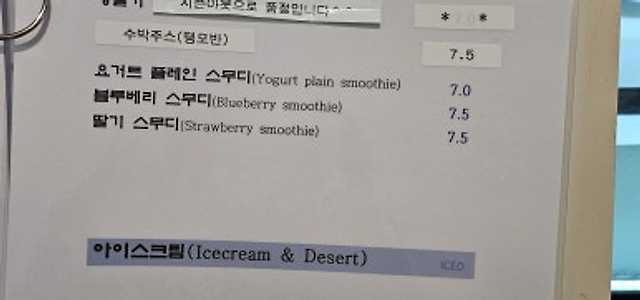 시즌아웃으로 품절입니다^^
수박주스(땡모반) 7.5
요거트 플레인 스무디(Yogurt plain smoothie) 7.0
블루베리 스무디(Blueberry smoothie) 7.5
딸기 스무디(Strawberry smoothie) 7.5
아이스크림(Icecream & Desert) ICED